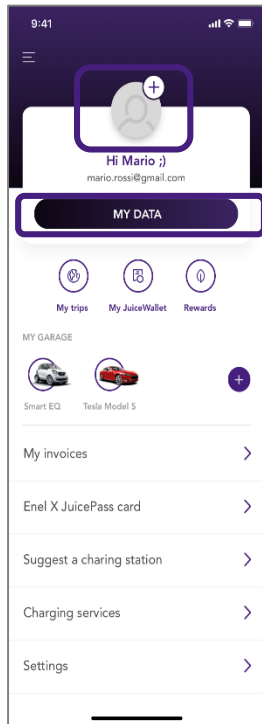 9:41
Hi Mario ;)
mario.rossi@gmail.com
MY DATA
My trips My JuiceWallet Rewards
MY GARAGE
Smart EQ Tesla Model S
My invoices
Enel X JuicePass card
Suggest a charing station
Charging services
Settings